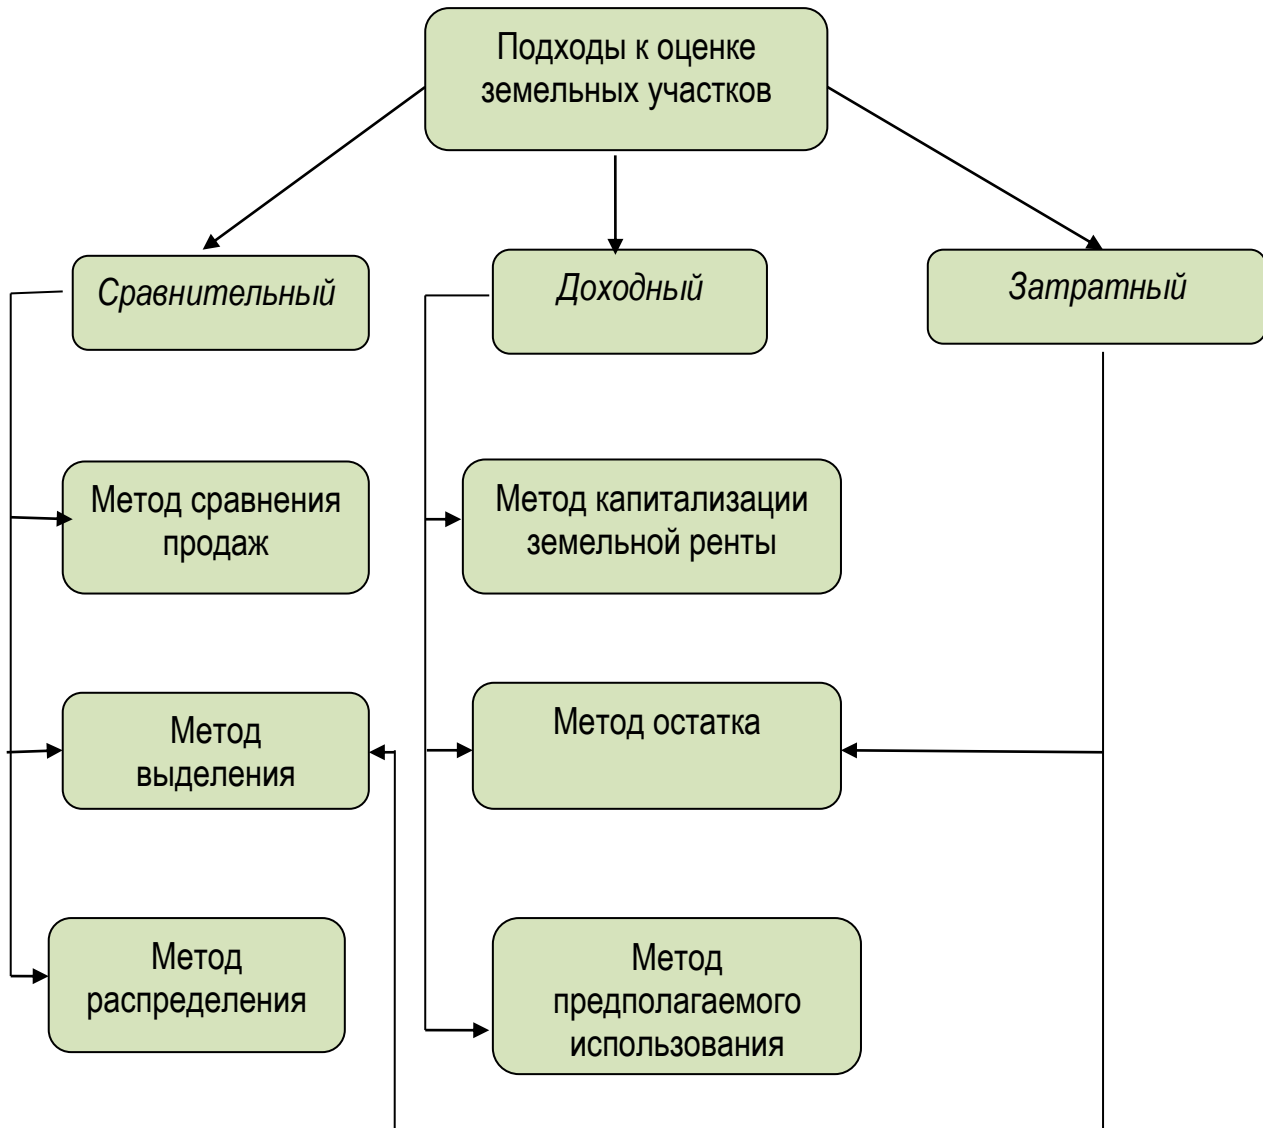 Подходы к оценке
земельных участков
Сравнительный
Доходный
Затратный
Метод сравнения
продаж
Метод капитализации
земельной ренты
Метод
выделения
Метод остатка
Метод
распределения
Метод
предполагаемого
использования